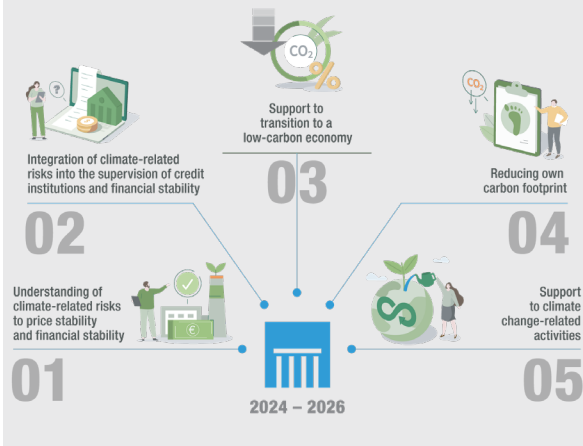 CO2
%
Support to
transition to a
low-carbon economy
03
?
Integration of climate-related
risks into the supervision of credit
institutions and financial stability
02
CO2
Reducing own
carbon footprint
04
Understanding of
climate-related risks
to price stability
and financial stability
01
€
Support
to climate
change-related
activities
05
2024 – 2026